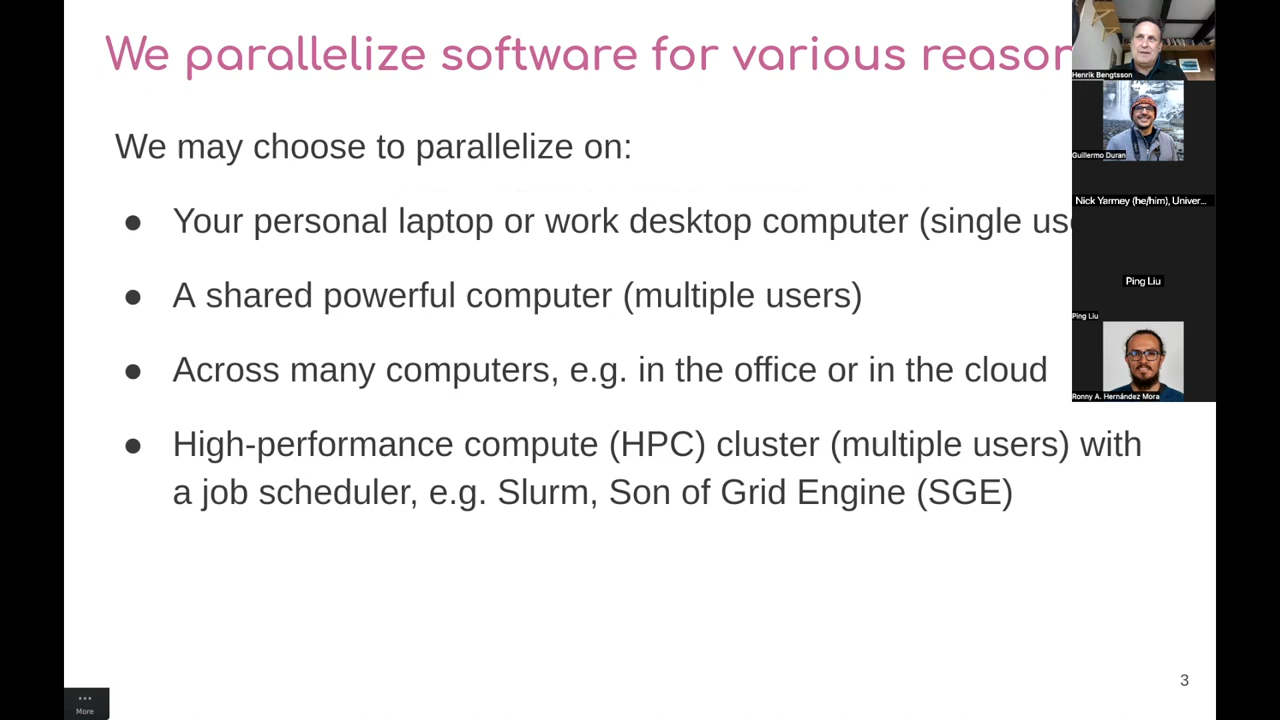 We parallelize software for various reason
We may choose to parallelize on:
● Your personal laptop or work desktop computer (single us
● A shared powerful computer (multiple users)
● Across many computers, e.g. in the office or in the cloud
● High-performance compute (HPC) cluster (multiple users) with
a job scheduler, e.g. Slurm, Son of Grid Engine (SGE)
3
More
Henrik Bengtsson
Guillermo Duran
Nick Yarmey (he/him), Univer...
Ping Liu
Ping Liu
Ronny A. Hernández Mora